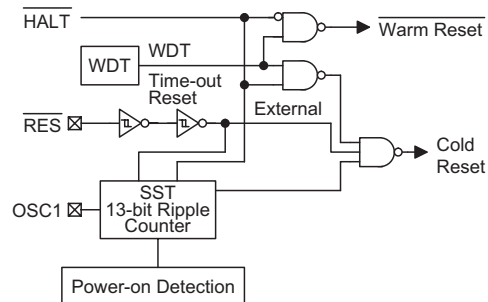 HALT
Warm Reset
WDT
WDT
Time-out
Reset
RES
External
Cold
Reset
SST
13-bit Ripple
Counter
OSC1
Power-on Detection